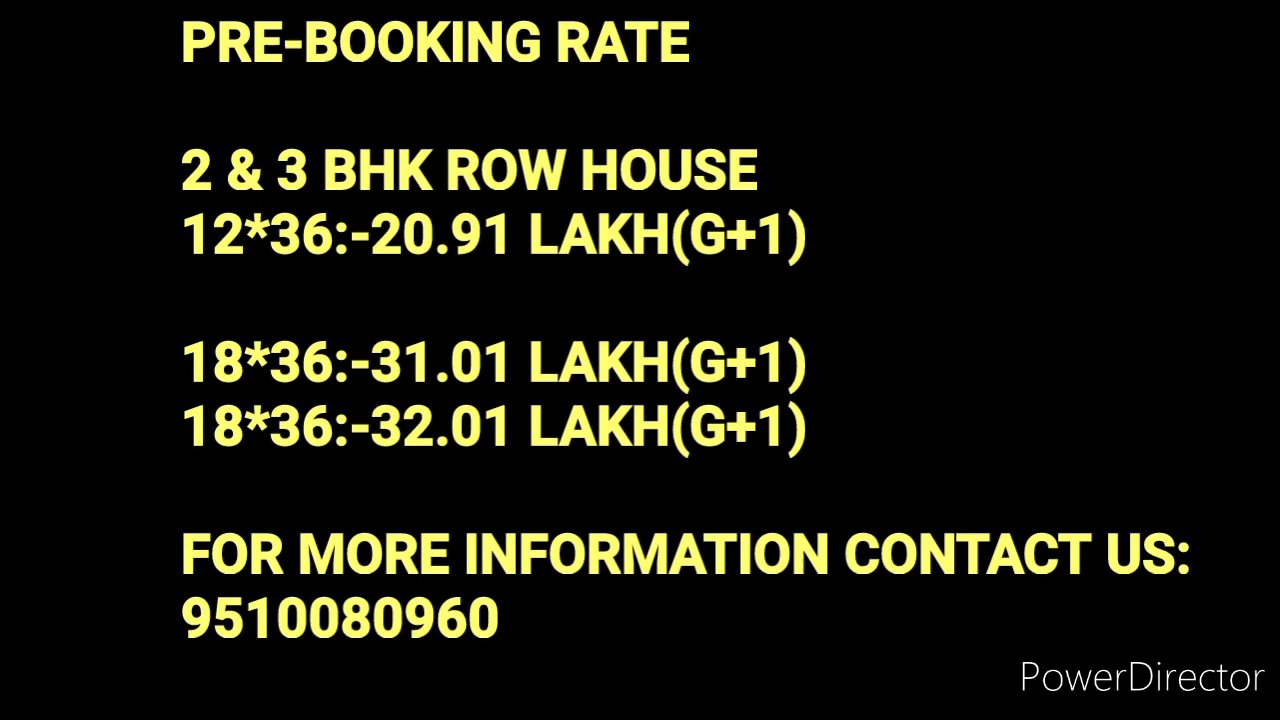 PRE-BOOKING RATE
2 & 3 BHK ROW HOUSE
12*36:-20.91 LAKH(G+1)
18*36:-31.01 LAKH(G+1)
18*36:-32.01 LAKH(G+1)
FOR MORE INFORMATION CONTACT US:
9510080960
PowerDirector